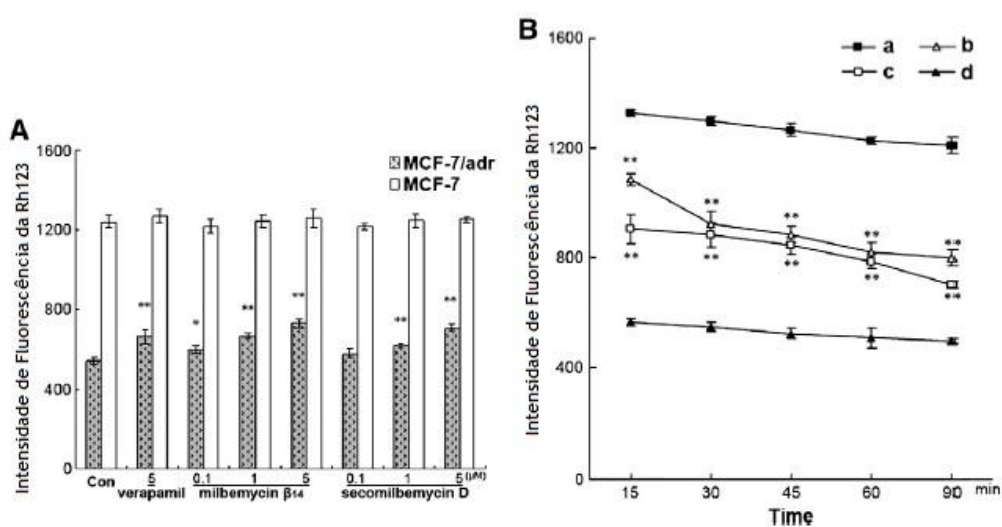 A
Intensidade de Fluorescência da Rh123
1600
1200
800
400
0
MCF-7/adr
MCF-7
** * ** ** ** **
Con 5 0.1 1 5 0.1 1 5 (μM)
verapamil milbemycin β14 secomilbemycin D
B
Intensidade de Fluorescência da Rh123
1600
1200
800
400
0
a b
c d
** ** ** ** **
** ** ** ** **
15 30 45 60 90 min
Time